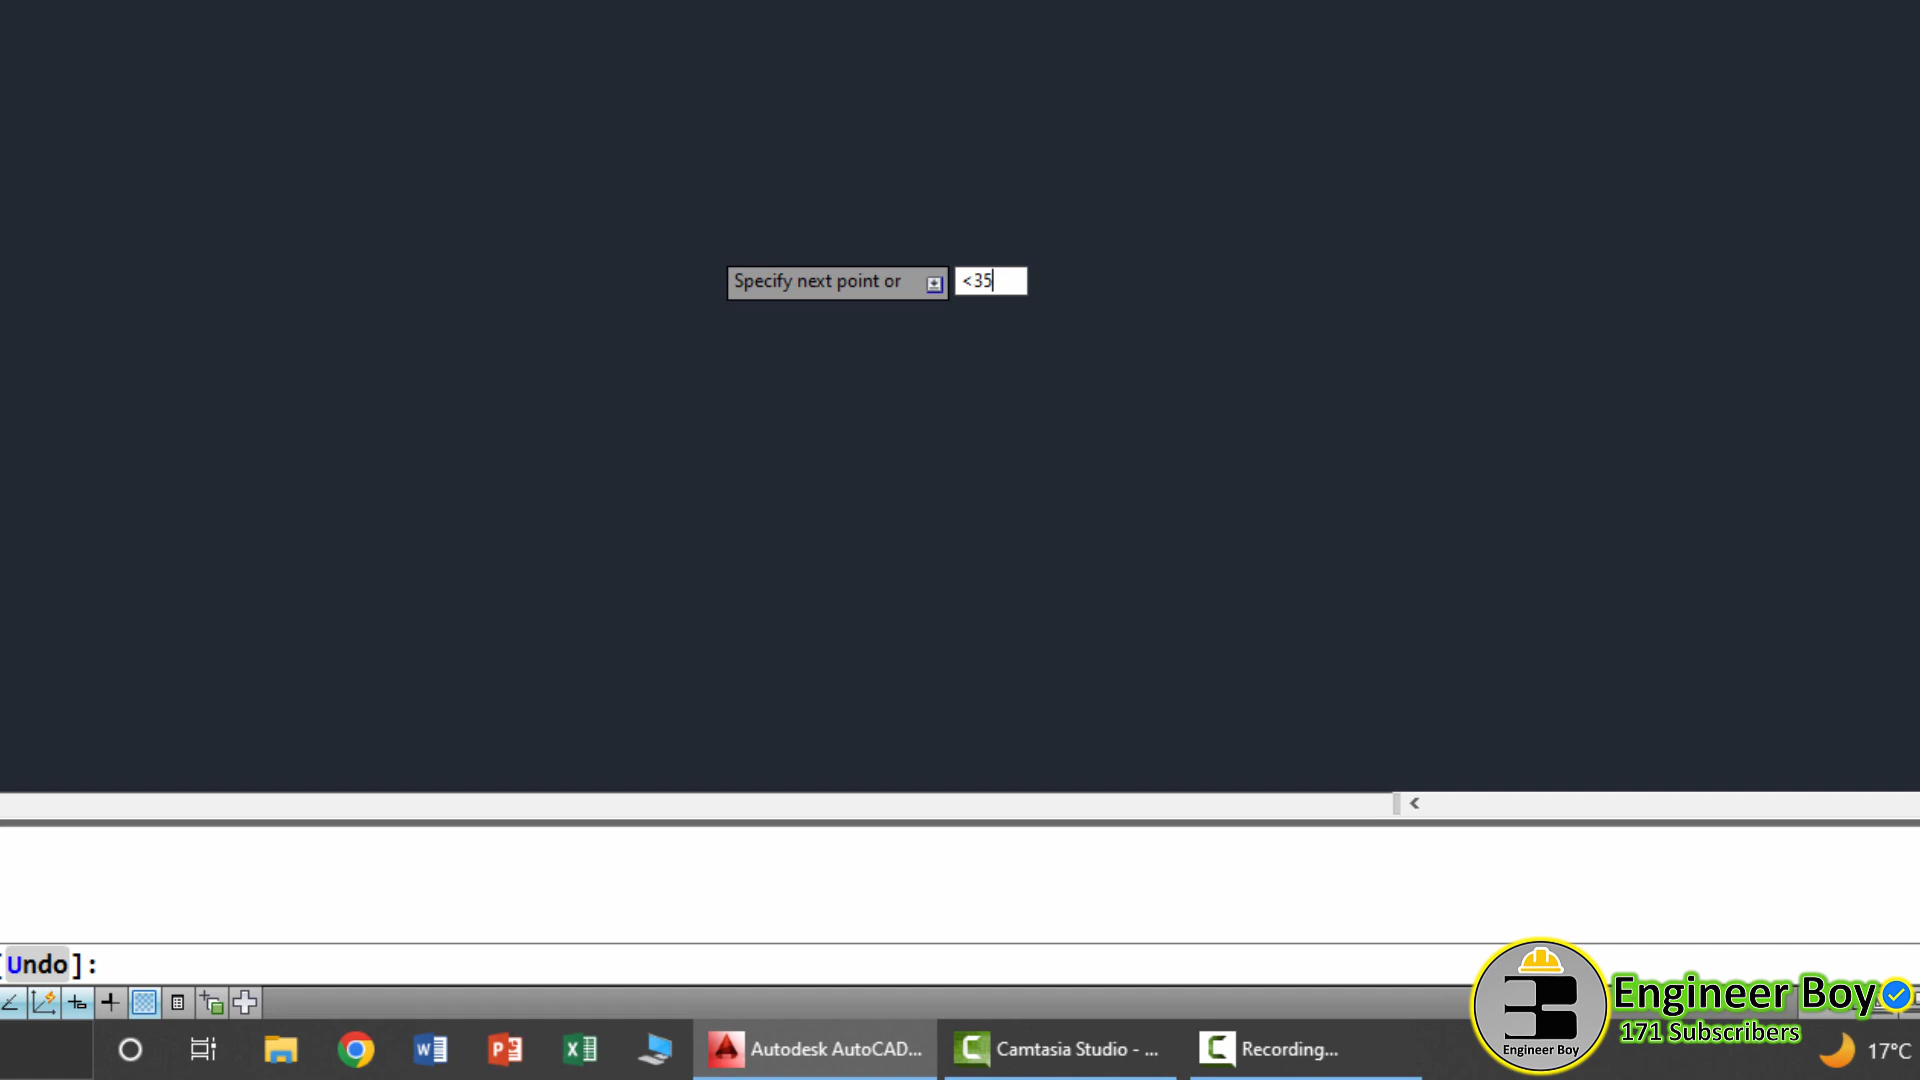 Specify next point or <35
<
[Undo]:
Engineer Boy
171 Subscribers
Engineer Boy
Autodesk AutoCAD...
Camtasia Studio - ...
Recording...
17°C